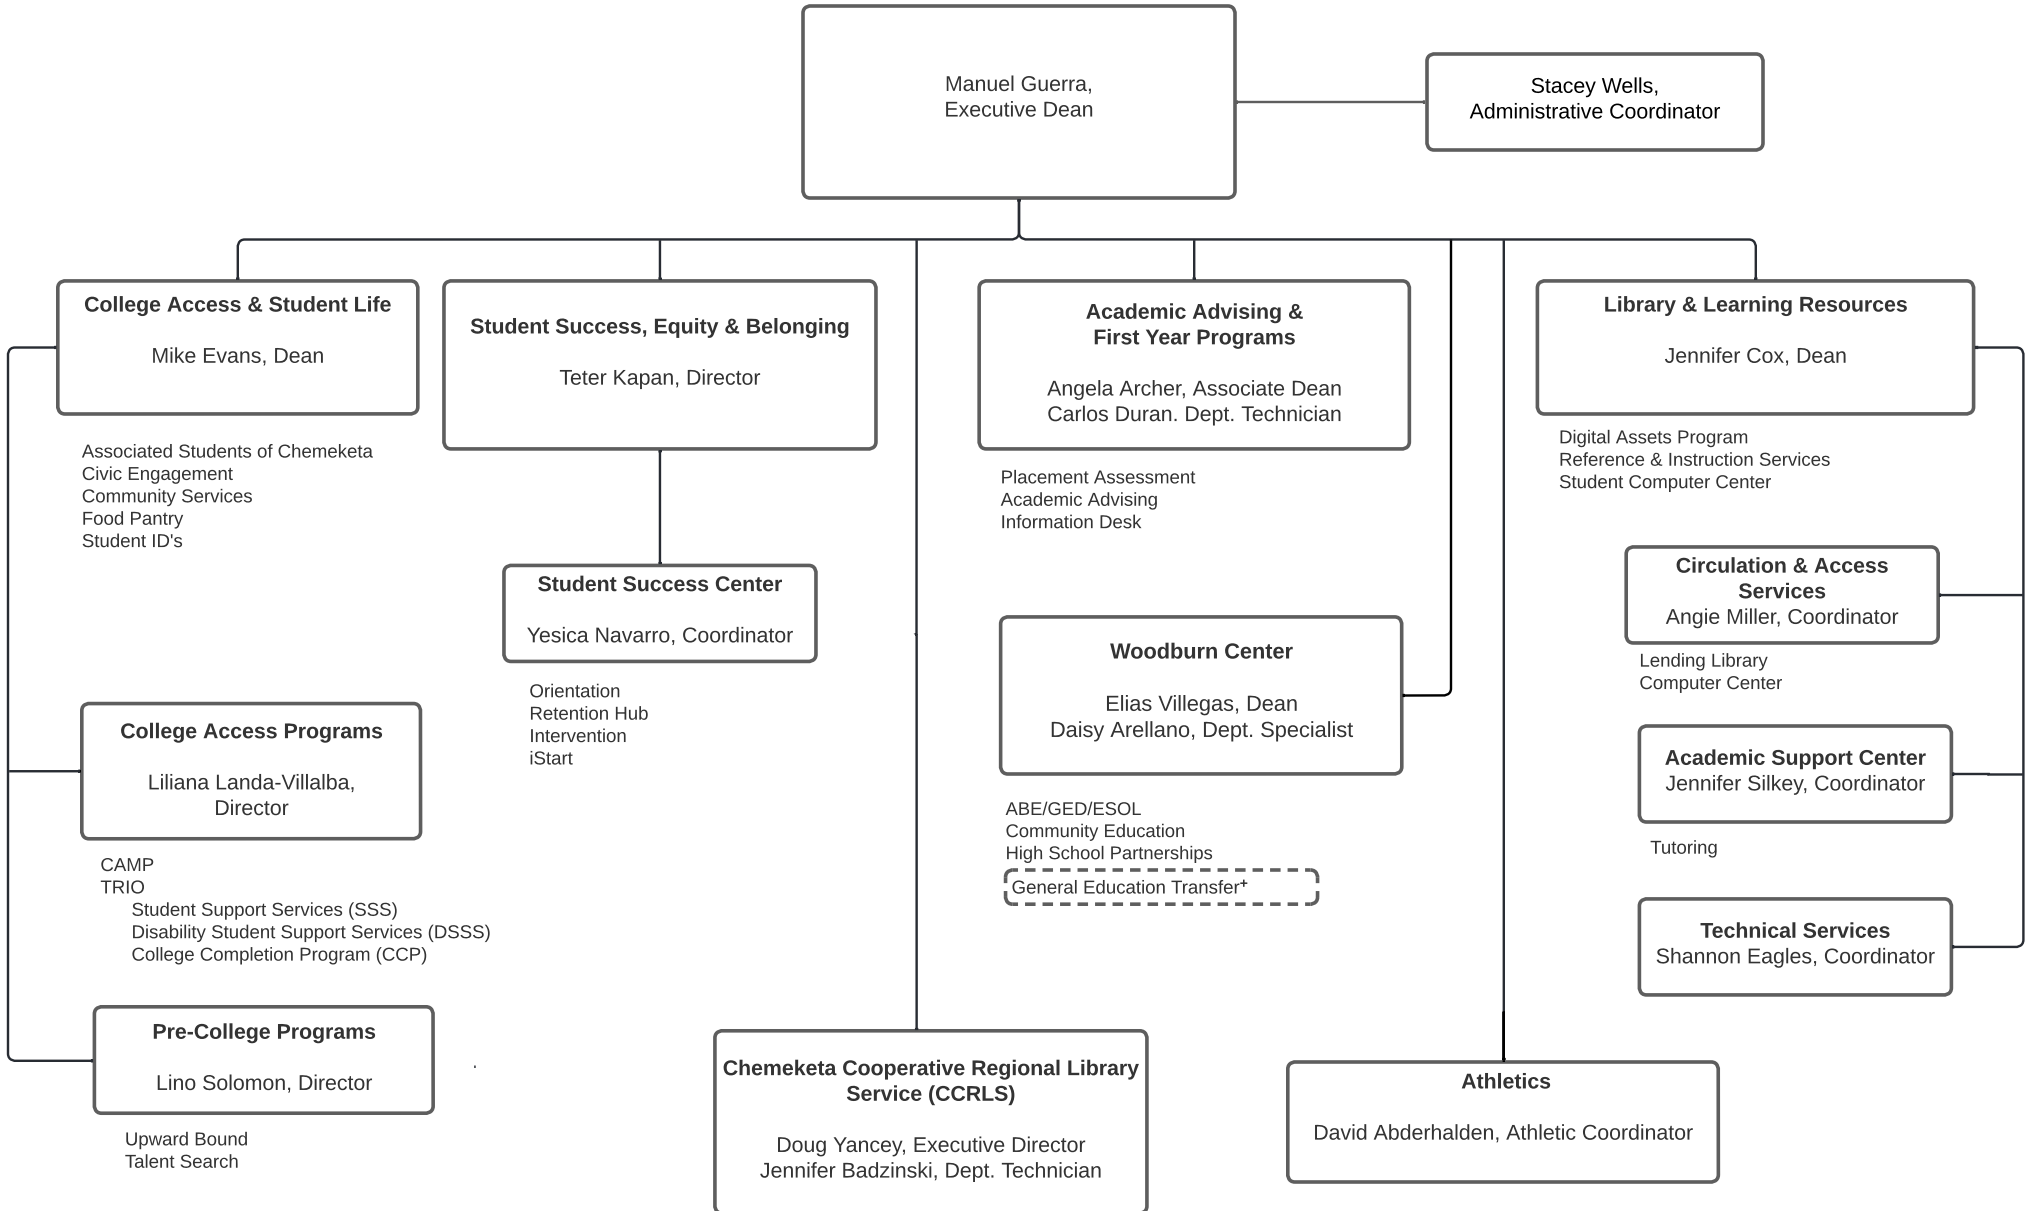 Manuel Guerra,
Executive Dean
Stacey Wells,
Administrative Coordinator
College Access & Student Life
Mike Evans, Dean
Associated Students of Chemeketa
Civic Engagement
Community Services
Food Pantry
Student ID's
College Access Programs
Liliana Landa-Villalba,
Director
CAMP
TRIO
Student Support Services (SSS)
Disability Student Support Services (DSSS)
College Completion Program (CCP)
Pre-College Programs
Lino Solomon, Director
Upward Bound
Talent Search
Student Success, Equity & Belonging
Teter Kapan, Director
Student Success Center
Yesica Navarro, Coordinator
Orientation
Retention Hub
Intervention
iStart
Chemeketa Cooperative Regional Library
Service (CCRLS)
Doug Yancey, Executive Director
Jennifer Badzinski, Dept. Technician
Academic Advising &
First Year Programs
Angela Archer, Associate Dean
Carlos Duran. Dept. Technician
Placement Assessment
Academic Advising
Information Desk
Woodburn Center
Elias Villegas, Dean
Daisy Arellano, Dept. Specialist
ABE/GED/ESOL
Community Education
High School Partnerships
General Education Transfer⁺
Athletics
David Abderhalden, Athletic Coordinator
Library & Learning Resources
Jennifer Cox, Dean
Digital Assets Program
Reference & Instruction Services
Student Computer Center
Circulation & Access
Services
Angie Miller, Coordinator
Lending Library
Computer Center
Academic Support Center
Jennifer Silkey, Coordinator
Tutoring
Technical Services
Shannon Eagles, Coordinator